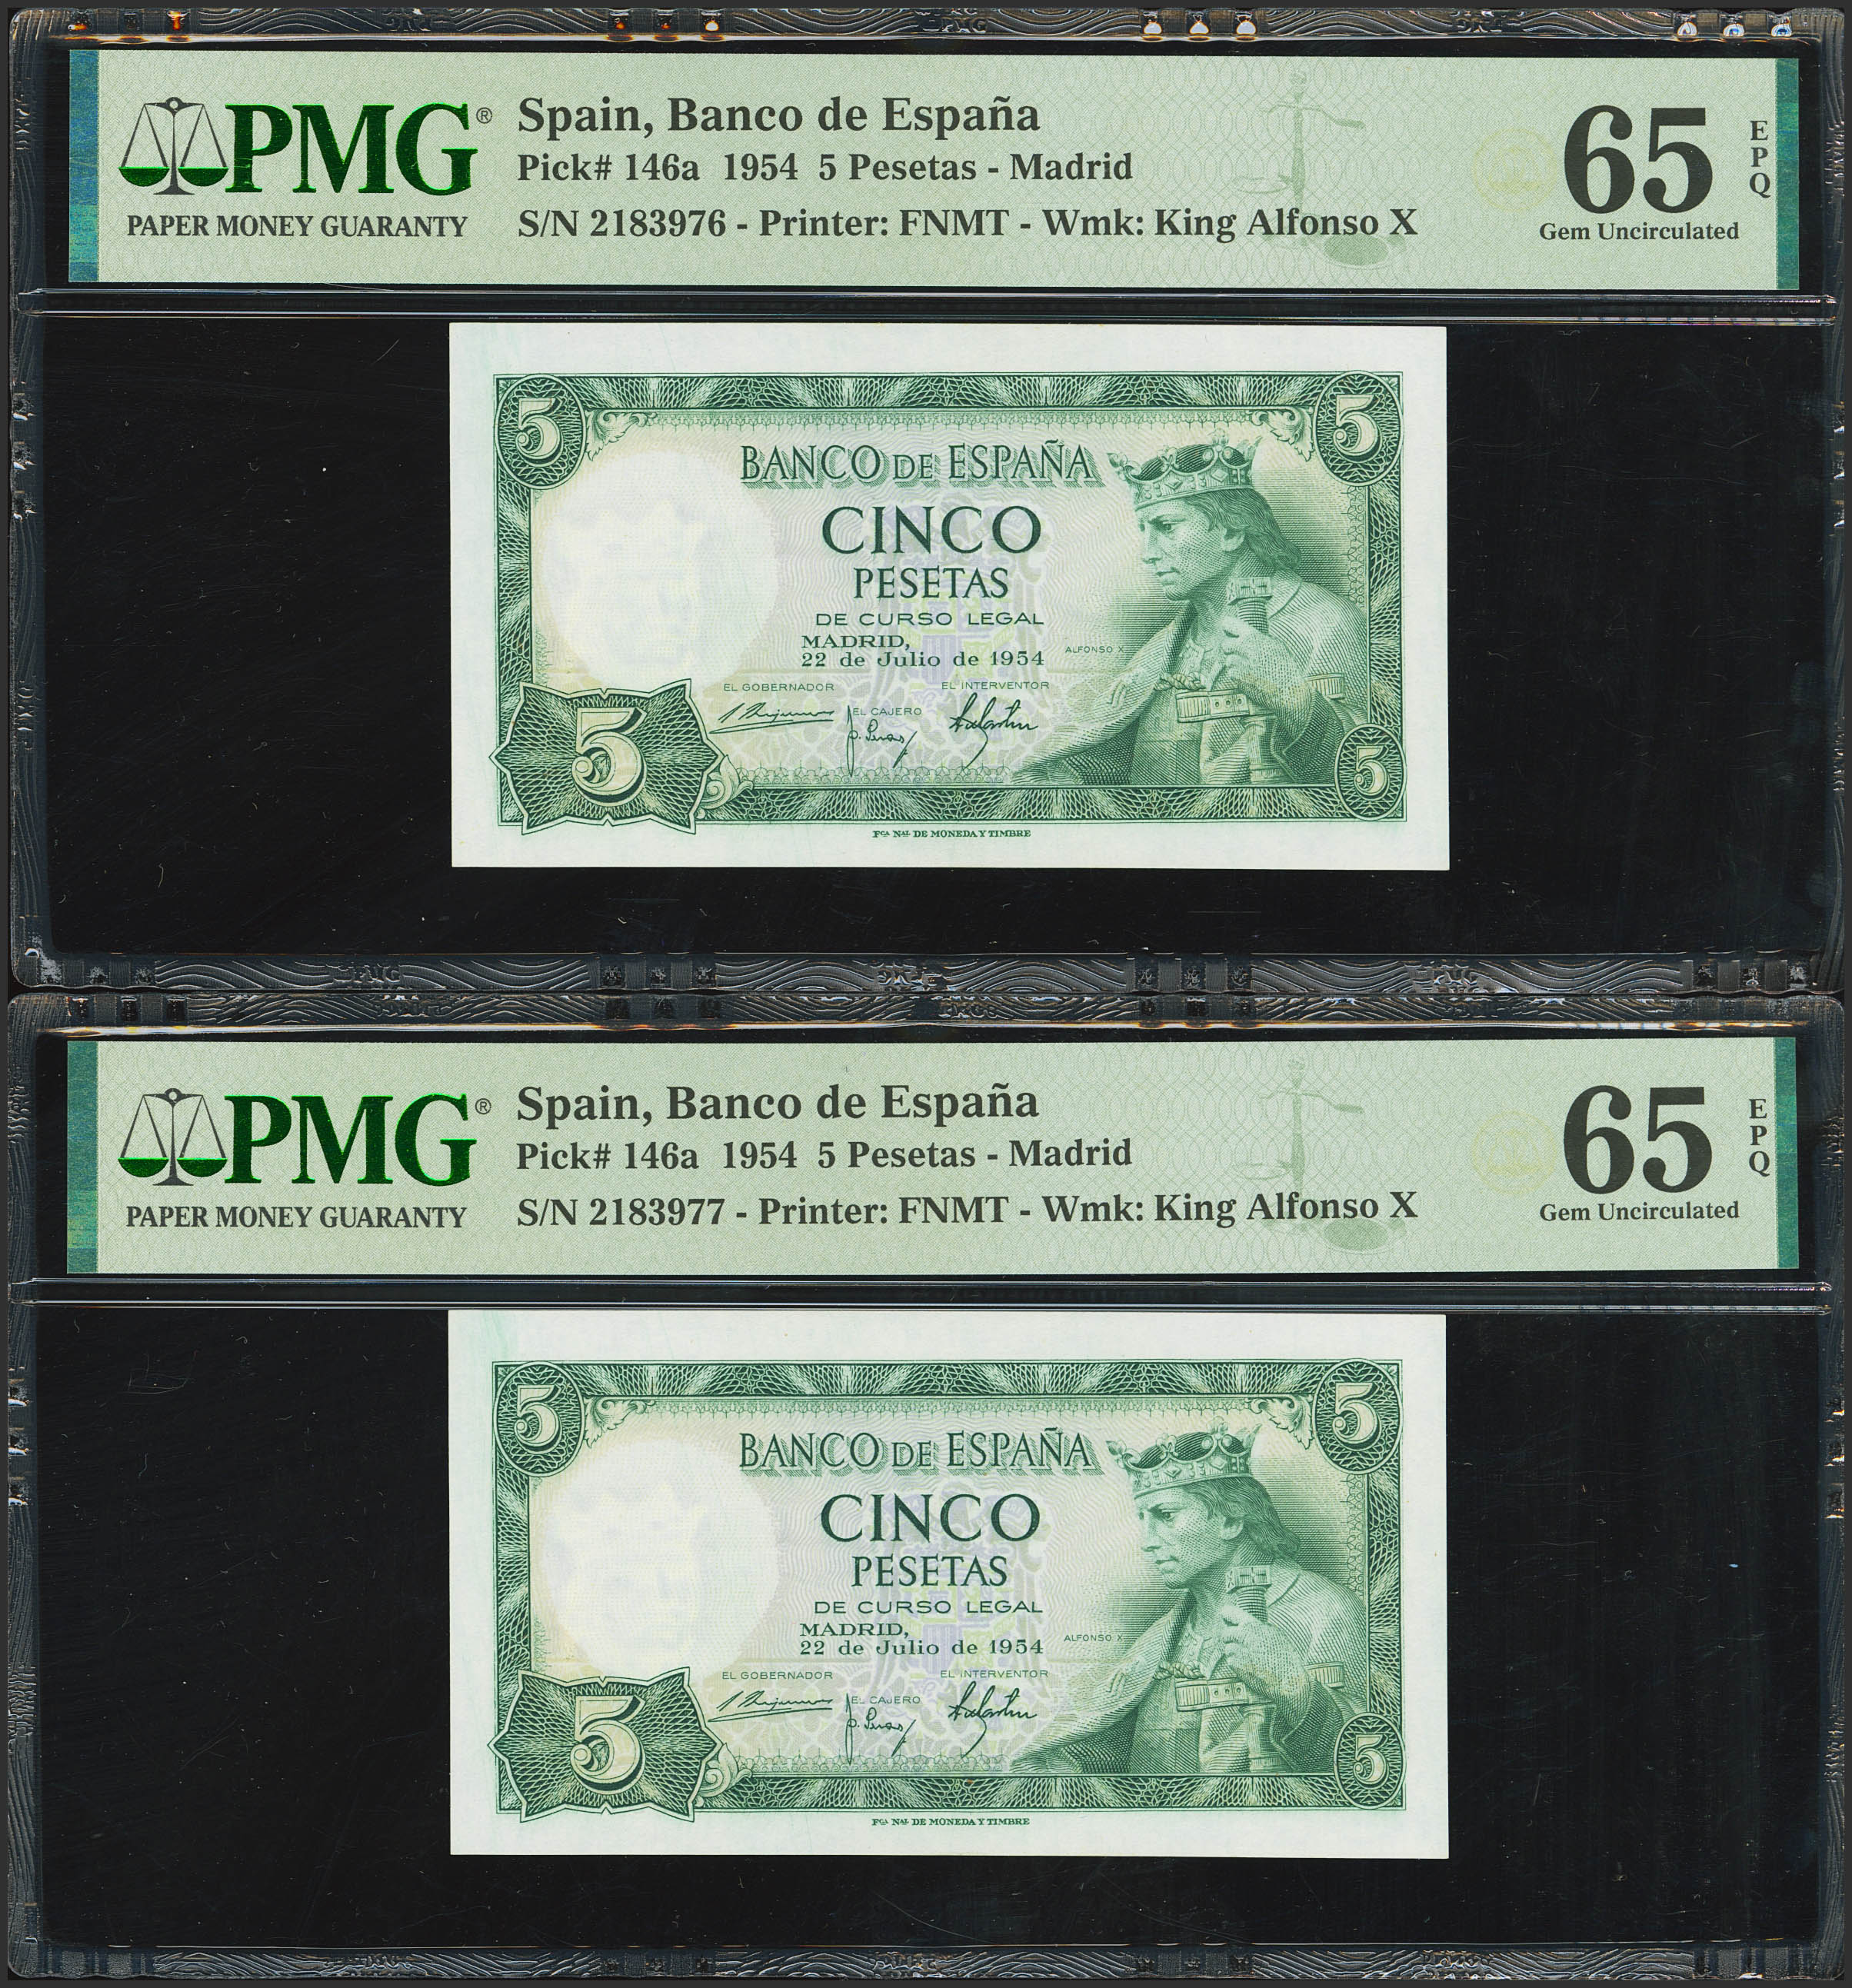 PMG®
PAPER MONEY GUARANTY
Spain, Banco de España
Pick# 146a 1954 5 Pesetas - Madrid
S/N 2183976 - Printer: FNMT - Wmk: King Alfonso X
65
EPQ
Gem Uncirculated
5
5
BANCO DE ESPAÑA
CINCO
PESETAS
DE CURSO LEGAL
MADRID,
22 de Julio de 1954
ALFONSO X
EL GOBERNADOR
EL INTERVENTOR
EL CAJERO
5
5
FCA NAL DE MONEDA Y TIMBRE
PMG®
PAPER MONEY GUARANTY
Spain, Banco de España
Pick# 146a 1954 5 Pesetas - Madrid
S/N 2183977 - Printer: FNMT - Wmk: King Alfonso X
65
EPQ
Gem Uncirculated
5
5
BANCO DE ESPAÑA
CINCO
PESETAS
DE CURSO LEGAL
MADRID,
22 de Julio de 1954
ALFONSO X
EL GOBERNADOR
EL INTERVENTOR
EL CAJERO
5
5
FCA NAL DE MONEDA Y TIMBRE